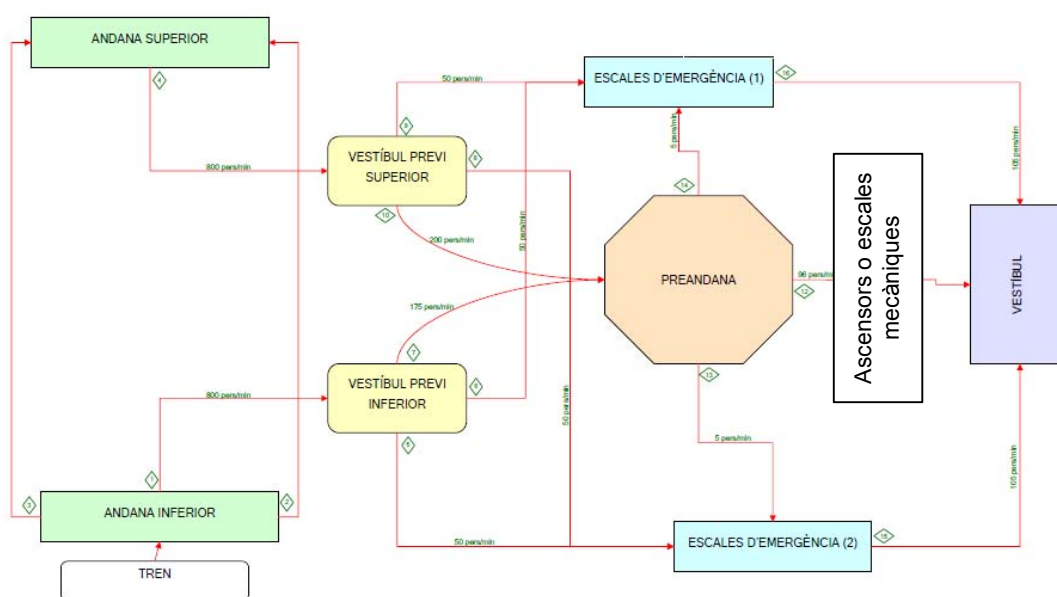 ANDANA SUPERIOR
4
800 pers/min
50 pers/min
9
VESTÍBUL PREVI
SUPERIOR
8
10
200 pers/min
50 pers/min
ESCALES D'EMERGÈNCIA (1)
16
5 pers/min
14
105 pers/min
PREANDANA
96 pers/m
12
Ascensors o escales
mecàniques
VESTÍBUL
175 pers/min
7
VESTÍBUL PREVI
INFERIOR
6
5
800 pers/min
1
50 pers/min
13
5 pers/min
105 pers/min
3
ANDANA INFERIOR
2
50 pers/min
ESCALES D'EMERGÈNCIA (2)
15
TREN